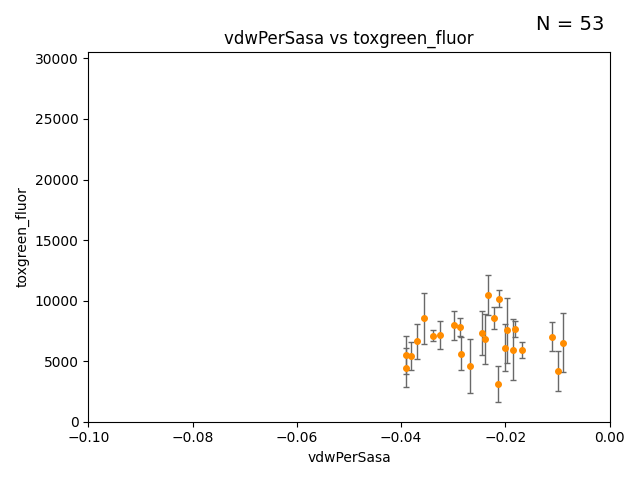 N = 53
vdwPerSasa vs toxgreen_fluor
30000
25000
20000
15000
10000
5000
0
toxgreen_fluor
−0.10 −0.08 −0.06 −0.04 −0.02 0.00
vdwPerSasa